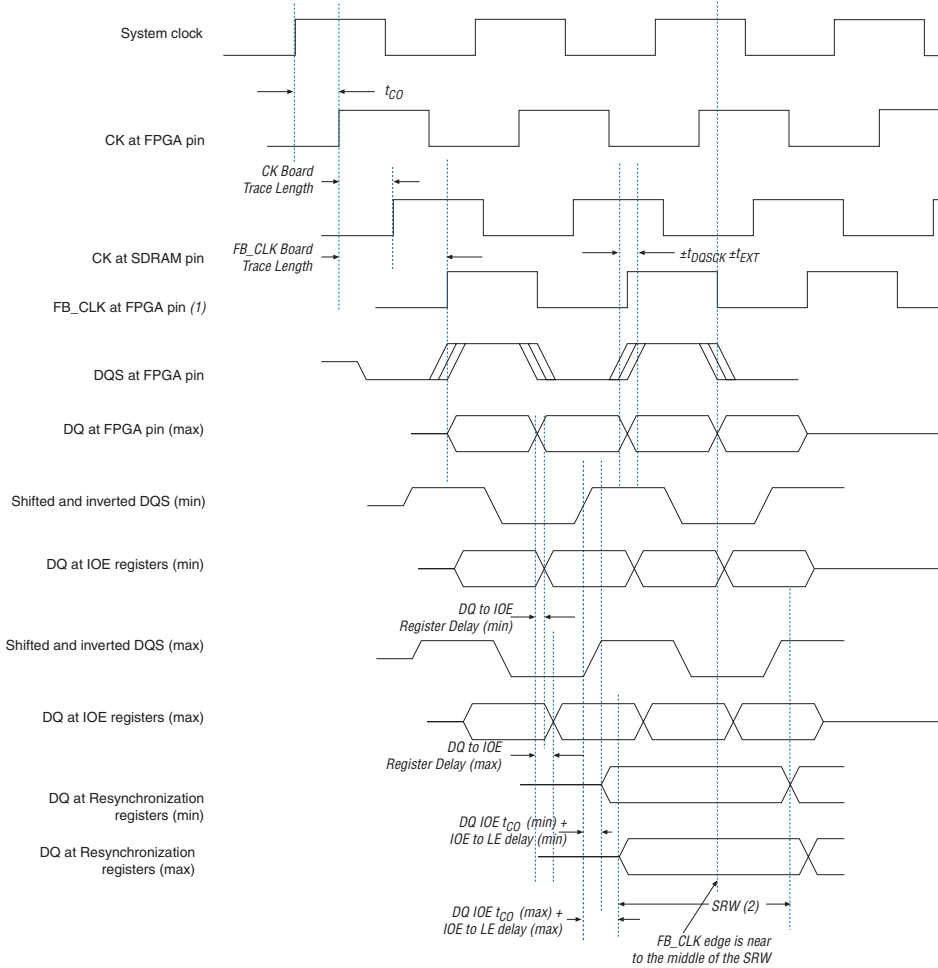 System clock
tCO
CK at FPGA pin
CK Board
Trace Length
CK at SDRAM pin
FB_CLK Board
Trace Length
±tDQSCK ±tEXT
FB_CLK at FPGA pin (1)
DQS at FPGA pin
DQ at FPGA pin (max)
Shifted and inverted DQS (min)
DQ at IOE registers (min)
DQ to IOE
Register Delay (min)
Shifted and inverted DQS (max)
DQ at IOE registers (max)
DQ to IOE
Register Delay (max)
DQ at Resynchronization
registers (min)
DQ IOE tCO (min) +
IOE to LE delay (min)
DQ at Resynchronization
registers (max)
DQ IOE tCO (max) +
IOE to LE delay (max)
SRW (2)
FB_CLK edge is near
to the middle of the SRW